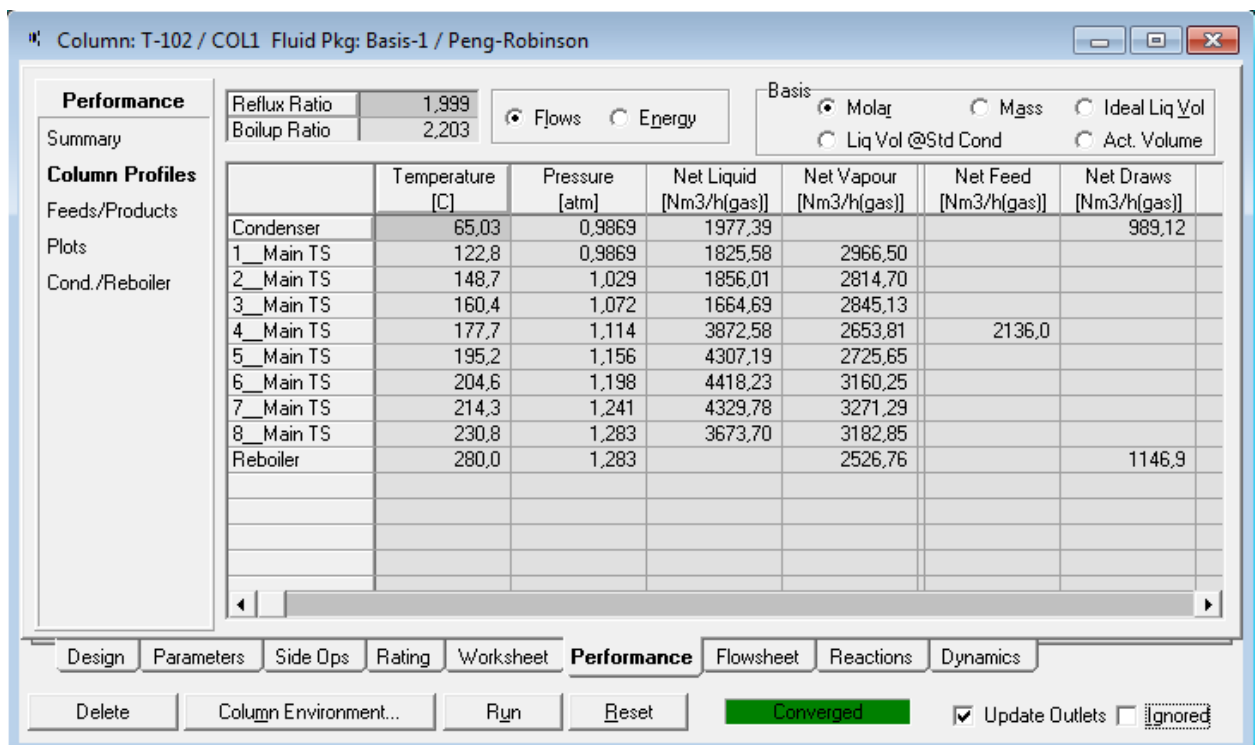 Column: T-102 / COL1 Fluid Pkg: Basis-1 / Peng-Robinson
Performance
Summary
Column Profiles
Feeds/Products
Plots
Cond./Reboiler
Reflux Ratio 1,999
Boilup Ratio 2,203
Flows Energy
Basis
Molar Mass Ideal Liq Vol
Liq Vol @Std Cond Act. Volume
Temperature Pressure Net Liquid Net Vapour Net Feed Net Draws
[C] [atm] [Nm3/h(gas)] [Nm3/h(gas)] [Nm3/h(gas)] [Nm3/h(gas)]
Condenser 65,03 0,9869 1977,39 989,12
1__Main TS 122,8 0,9869 1825,58 2966,50
2__Main TS 148,7 1,029 1856,01 2814,70
3__Main TS 160,4 1,072 1664,69 2845,13
4__Main TS 177,7 1,114 3872,58 2653,81 2136,0
5__Main TS 195,2 1,156 4307,19 2725,65
6__Main TS 204,6 1,198 4418,23 3160,25
7__Main TS 214,3 1,241 4329,78 3271,29
8__Main TS 230,8 1,283 3673,70 3182,85
Reboiler 280,0 1,283 2526,76 1146,9
Design Parameters Side Ops Rating Worksheet Performance Flowsheet Reactions Dynamics
Delete Column Environment... Run Reset Converged Update Outlets Ignored